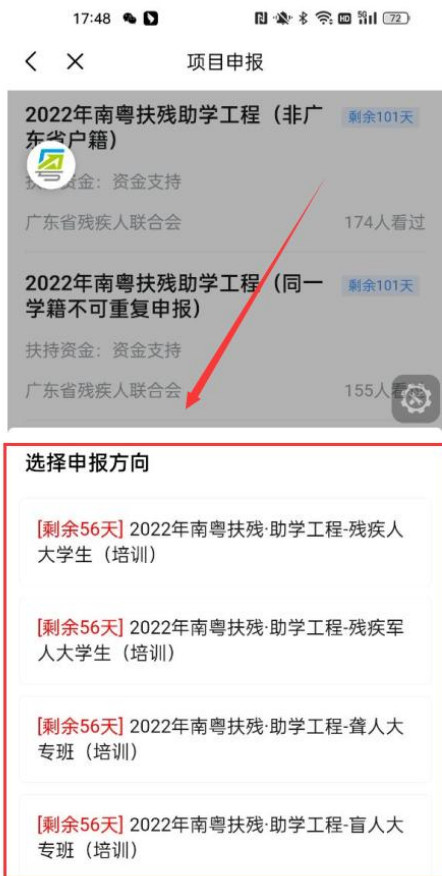 17:48
HD
5G
72
项目申报
2022年南粤扶残助学工程（非广
东省户籍）
剩余101天
资金：资金支持
广东省残疾人联合会
174人看过
2022年南粤扶残助学工程（同一
学籍不可重复申报）
剩余101天
扶持资金：资金支持
广东省残疾人联合会
155人看
选择申报方向
[剩余56天] 2022年南粤扶残·助学工程-残疾人
大学生（培训）
[剩余56天] 2022年南粤扶残·助学工程-残疾军
人大学生（培训）
[剩余56天] 2022年南粤扶残·助学工程-聋人大
专班（培训）
[剩余56天] 2022年南粤扶残·助学工程-盲人大
专班（培训）